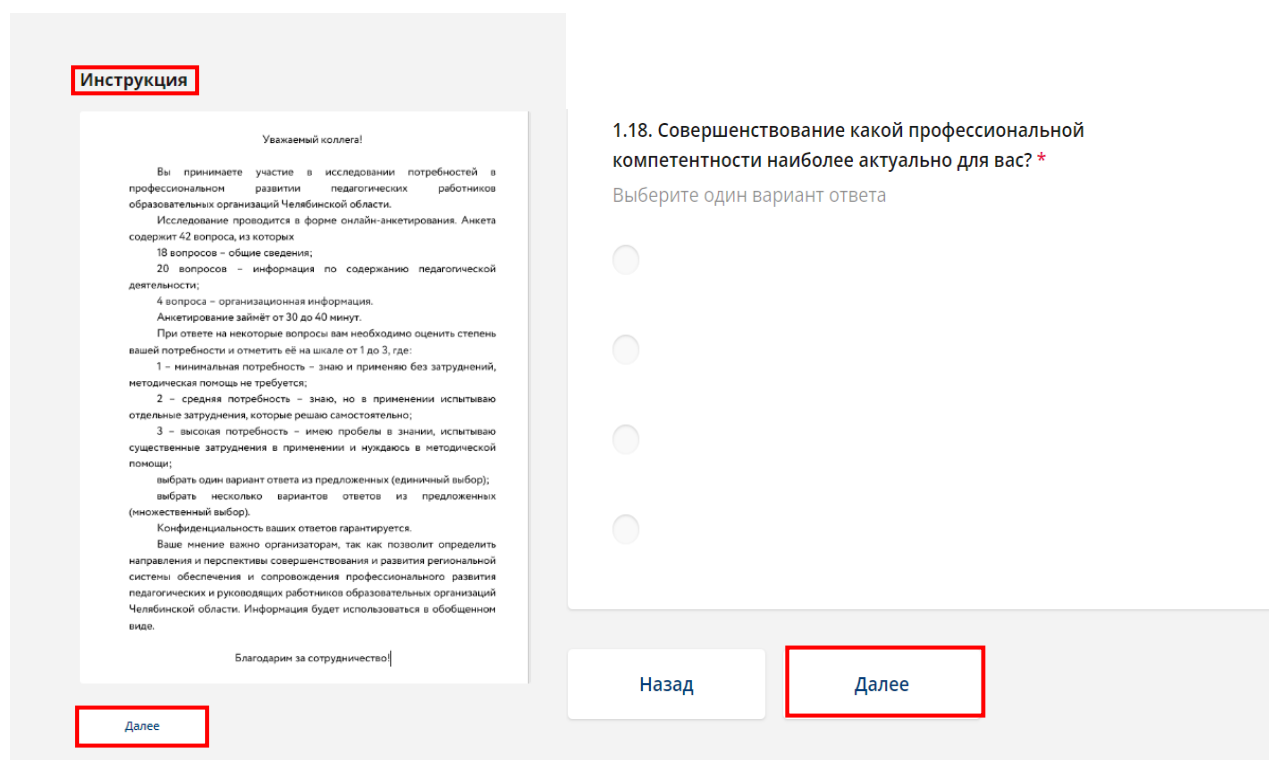 Инструкция
Уважаемый коллега!
Вы принимаете участие в исследовании потребностей в
профессиональном развитии педагогических работников
образовательных организаций Челябинской области.
Исследование проводится в форме онлайн-анкетирования. Анкета
содержит 42 вопроса, из которых
18 вопросов – общие сведения;
20 вопросов – информация по содержанию педагогической
деятельности;
4 вопроса – организационная информация.
Анкетирование займёт от 30 до 40 минут.
При ответе на некоторые вопросы вам необходимо оценить степень
вашей потребности и отметить её на шкале от 1 до 3, где:
1 – минимальная потребность – знаю и применяю без затруднений,
методическая помощь не требуется;
2 – средняя потребность – знаю, но в применении испытываю
отдельные затруднения, которые решаю самостоятельно;
3 – высокая потребность – имею пробелы в знании, испытываю
существенные затруднения в применении и нуждаюсь в методической
помощи;
выбрать один вариант ответа из предложенных (единичный выбор);
выбрать несколько вариантов ответов из предложенных
(множественный выбор).
Конфиденциальность ваших ответов гарантируется.
Ваше мнение важно организаторам, так как позволит определить
направления и перспективы совершенствования и развития региональной
системы обеспечения и сопровождения профессионального развития
педагогических и руководящих работников образовательных организаций
Челябинской области. Информация будет использоваться в обобщенном
виде.
Благодарим за сотрудничество!
Далее
1.18. Совершенствование какой профессиональной
компетентности наиболее актуально для вас? *
Выберите один вариант ответа
Назад
Далее